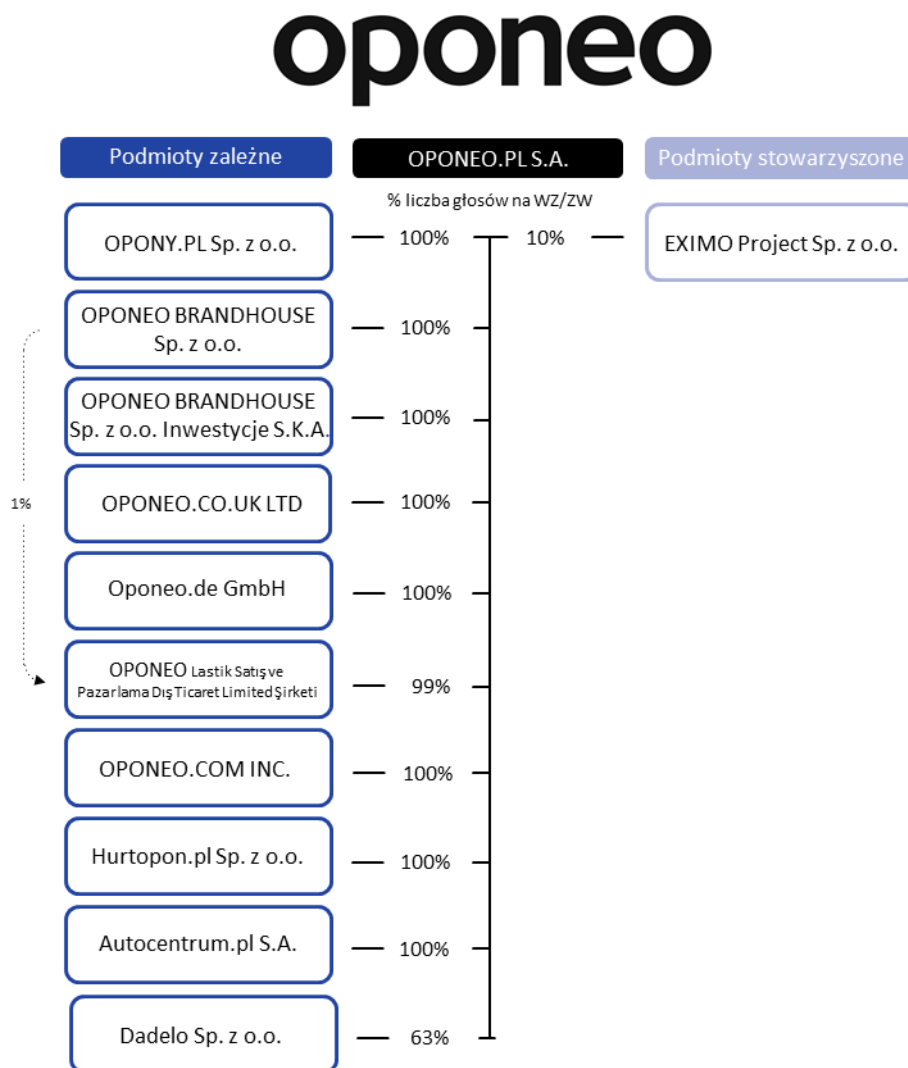 oponeo
Podmioty zależne
OPONEO.PL S.A.
Podmioty stowarzyszone
% liczba głosów na WZ/ZW
OPONY.PL Sp. z o.o.
100%
10%
EXIMO Project Sp. z o.o.
OPONEO BRANDHOUSE
Sp. z o.o.
100%
OPONEO BRANDHOUSE
Sp. z o.o. Inwestycje S.K.A.
100%
1%
OPONEO.CO.UK LTD
100%
Oponeo.de GmbH
100%
OPONEO Lastik Satış ve
Pazarlama Dış Ticaret Limited Şirketi
99%
OPONEO.COM INC.
100%
Hurtopon.pl Sp. z o.o.
100%
Autocentrum.pl S.A.
100%
Dadelo Sp. z o.o.
63%